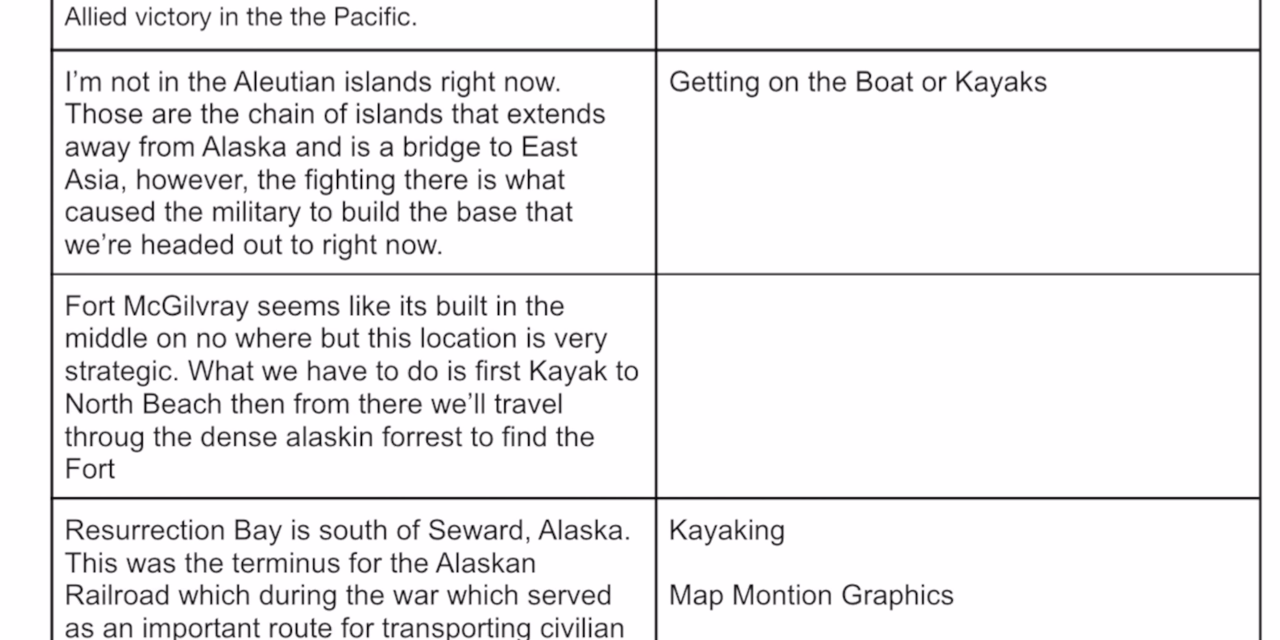 Allied victory in the the Pacific.
I'm not in the Aleutian islands right now.
Those are the chain of islands that extends
away from Alaska and is a bridge to East
Asia, however, the fighting there is what
caused the military to build the base that
we're headed out to right now.
Getting on the Boat or Kayaks
Fort McGilvray seems like its built in the
middle on no where but this location is very
strategic. What we have to do is first Kayak to
North Beach then from there we'll travel
throug the dense alaskin forrest to find the
Fort
Resurrection Bay is south of Seward, Alaska.
This was the terminus for the Alaskan
Railroad which during the war which served
as an important route for transporting civilian
Kayaking
Map Montion Graphics